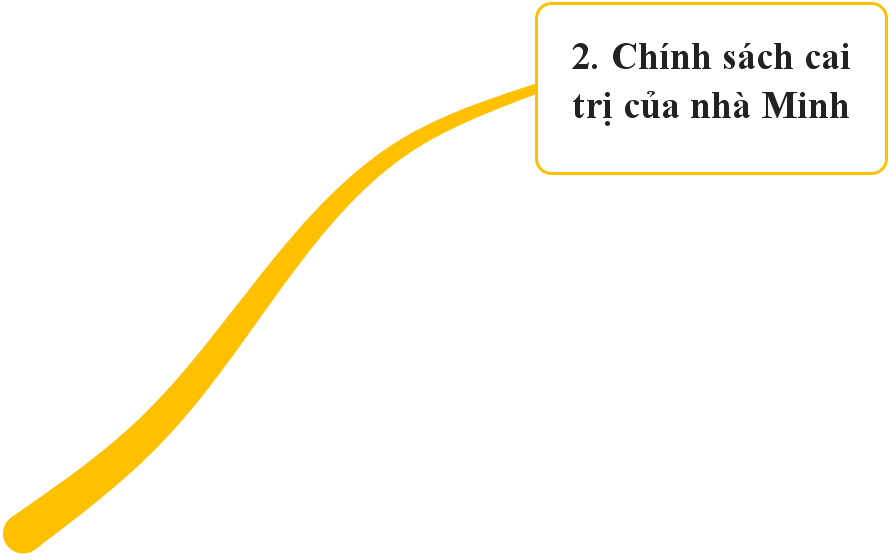 2. Chính sách cai
trị của nhà Minh